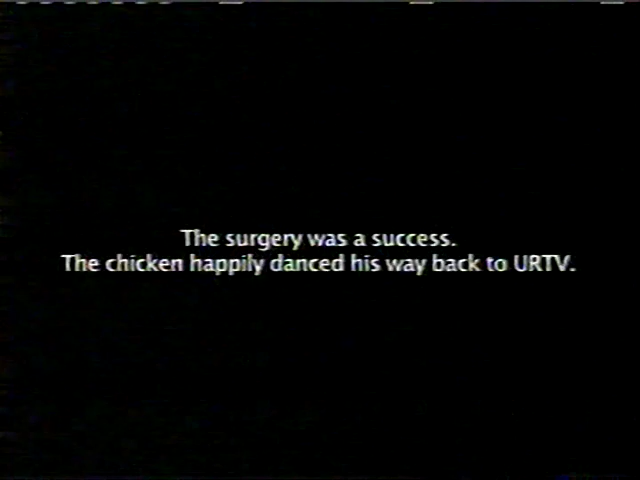 The surgery was a success.
The chicken happily danced his way back to URTV.